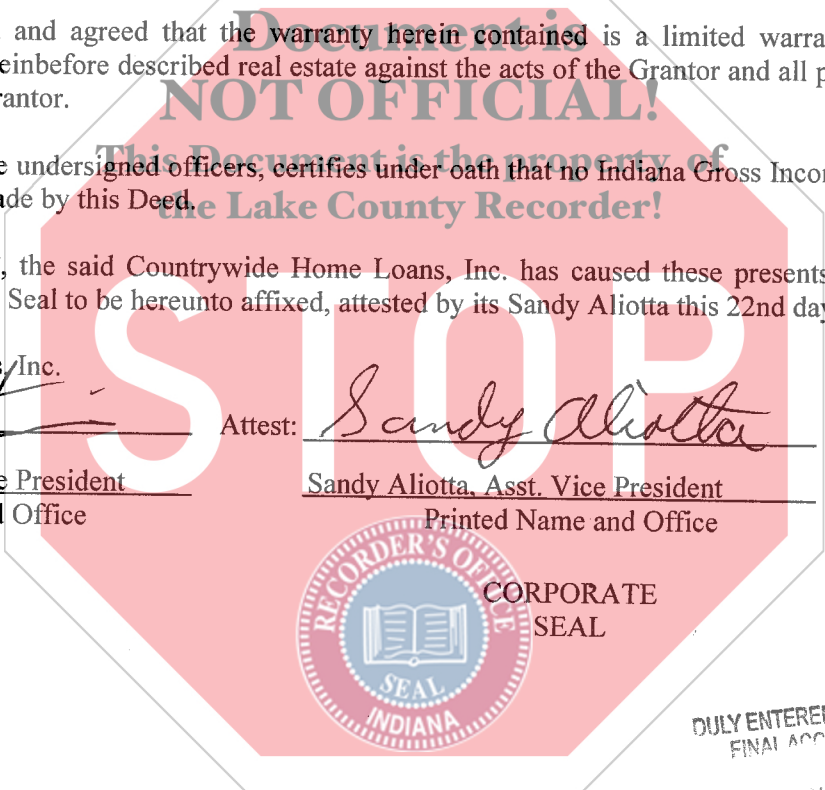 Document is
and agreed that the warranty herein contained is a limited warra
einbefore described real estate against the acts of the Grantor and all p
rantor.
NOT OFFICIAL!
This Document is the property of
e undersigned officers, certifies under oath that no Indiana Gross Incor
ade by this Deed.
the Lake County Recorder!
, the said Countrywide Home Loans, Inc. has caused these presents
Seal to be hereunto affixed, attested by its Sandy Aliotta this 22nd day
STOP
s, Inc.
Attest: Sandy Aliotta
e President
Sandy Aliotta, Asst. Vice President
d Office
Printed Name and Office
RECORDER'S OFFICE
SEAL
INDIANA
CORPORATE
SEAL
DULY ENTERED
FINAL ACC